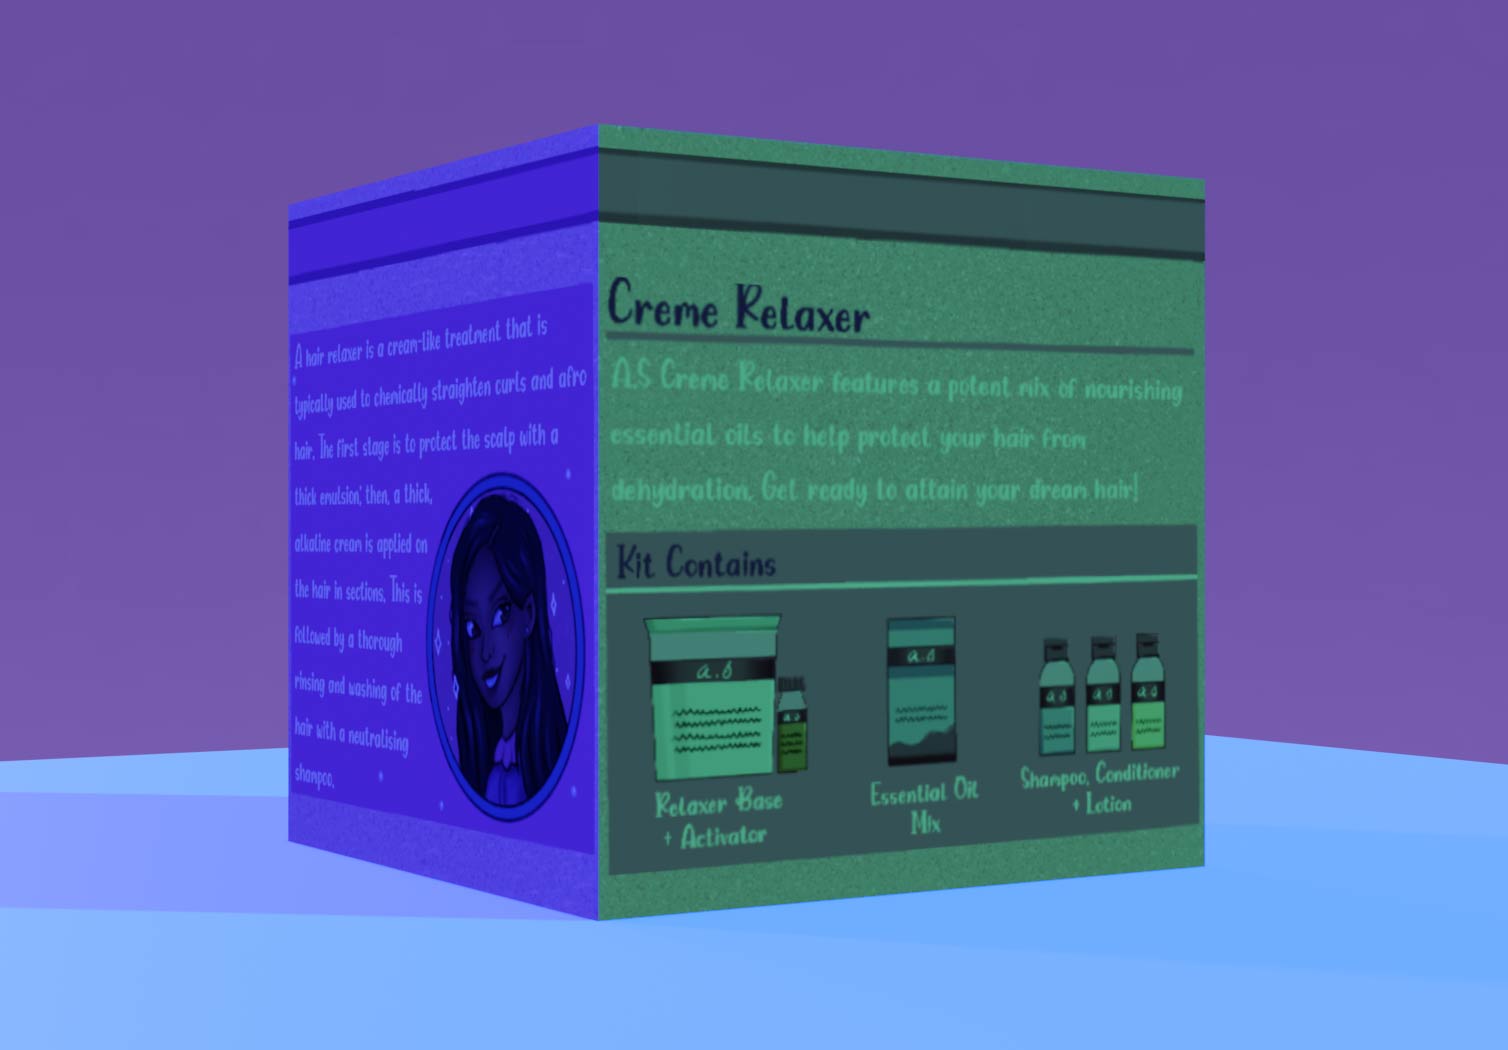 A hair relaxer is a cream-like treatment that is
typically used to chemically straighten curls and afro
hair. The first stage is to protect the scalp with a
thick emulsion; then, a thick,
alkaline cream is applied on
the hair in sections. This is
followed by a thorough
rinsing and washing of the
hair with a neutralising
shampoo.
Creme Relaxer
A.S Creme Relaxer features a potent mix of nourishing
essential oils to help protect your hair from
dehydration. Get ready to attain your dream hair!
Kit Contains
a.s
a.s
a.s
a.s
a.s
a.s
Relaxer Base
+ Activator
Essential Oil
Mix
Shampoo, Conditioner
+ Lotion